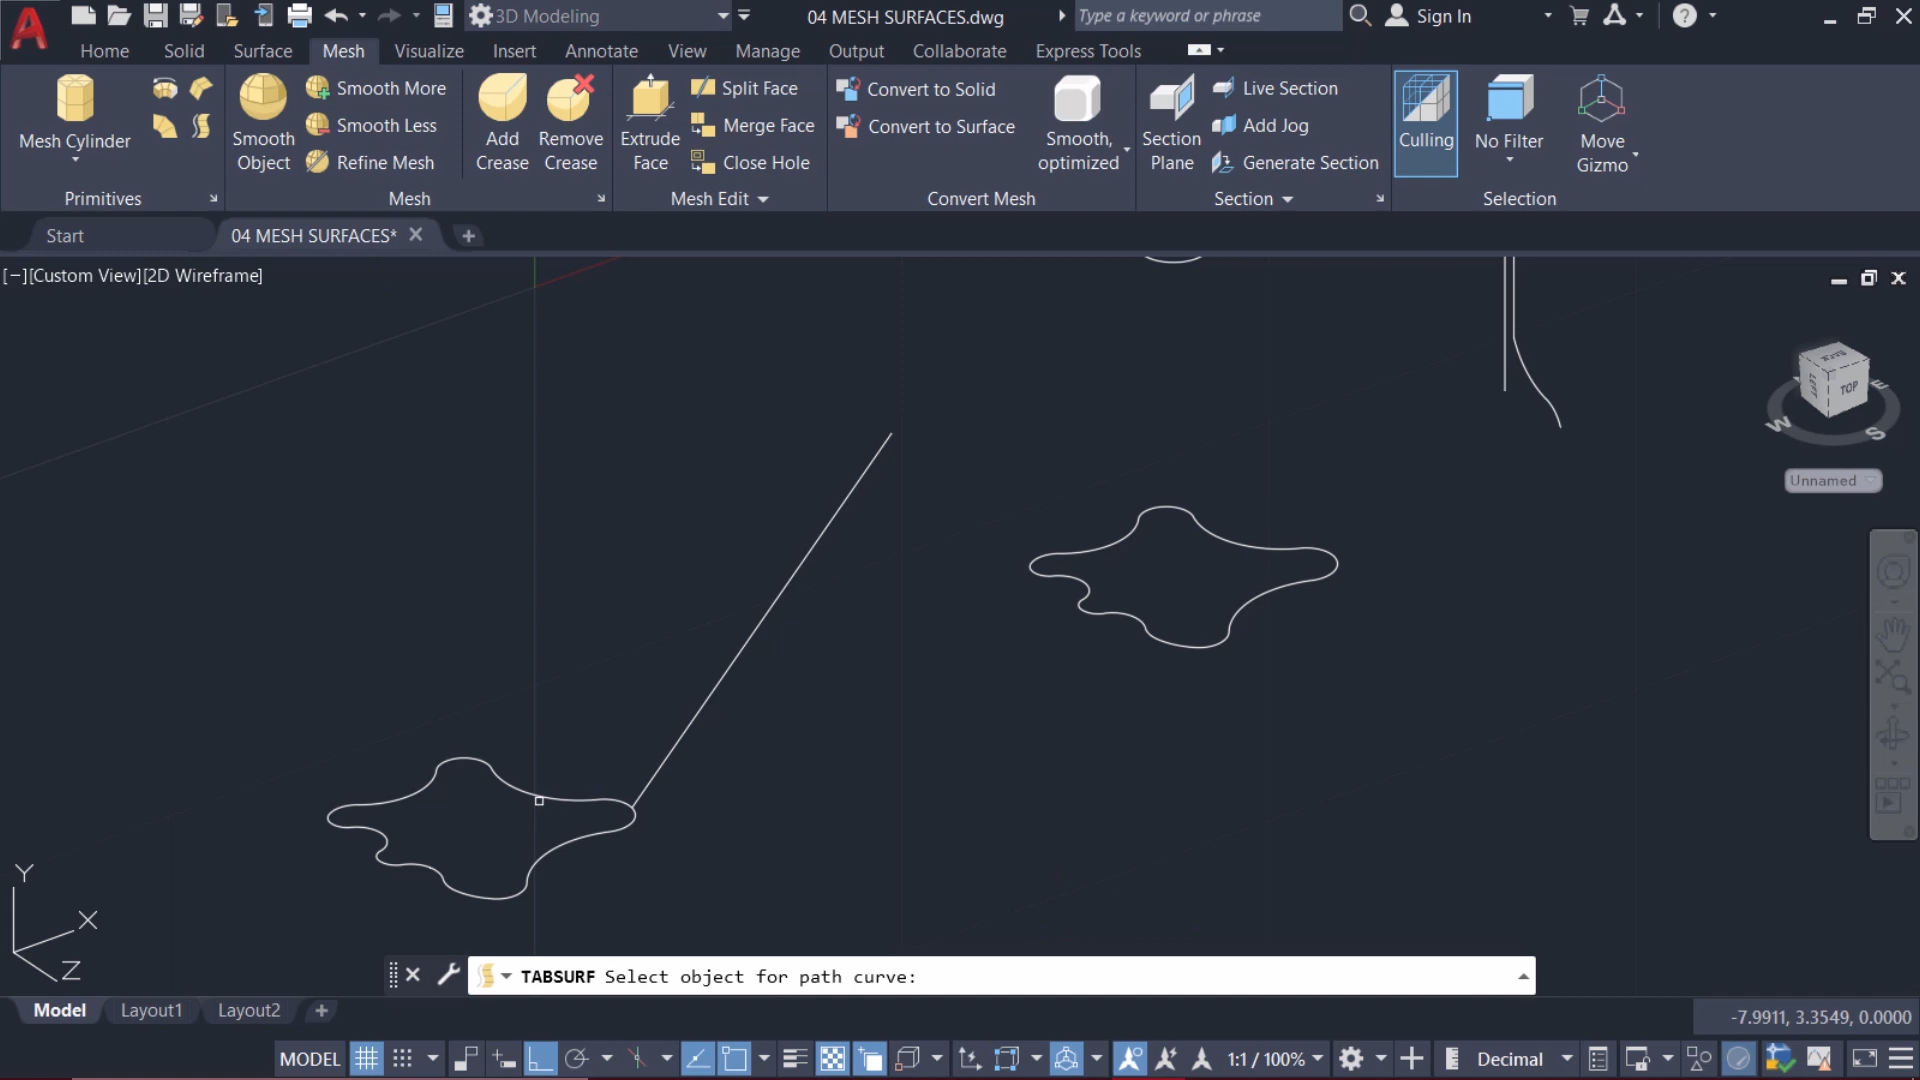 3D Modeling
04 MESH SURFACES.dwg
Type a keyword or phrase
Sign In
Home Solid Surface Mesh Visualize Insert Annotate View Manage Output Collaborate Express Tools
Mesh Cylinder
Primitives
Smooth Object
Smooth More
Smooth Less
Refine Mesh
Add Crease
Remove Crease
Mesh
Extrude Face
Split Face
Merge Face
Close Hole
Mesh Edit
Convert to Solid
Convert to Surface
Smooth, optimized
Convert Mesh
Section Plane
Live Section
Add Jog
Generate Section
Section
Culling
No Filter
Move Gizmo
Selection
Start
04 MESH SURFACES*
[−][Custom View][2D Wireframe]
LEFT
TOP
E
W
S
Unnamed
Y
X
Z
TABSURF Select object for path curve:
Model Layout1 Layout2
-7.9911, 3.3549, 0.0000
MODEL
1:1 / 100%
Decimal